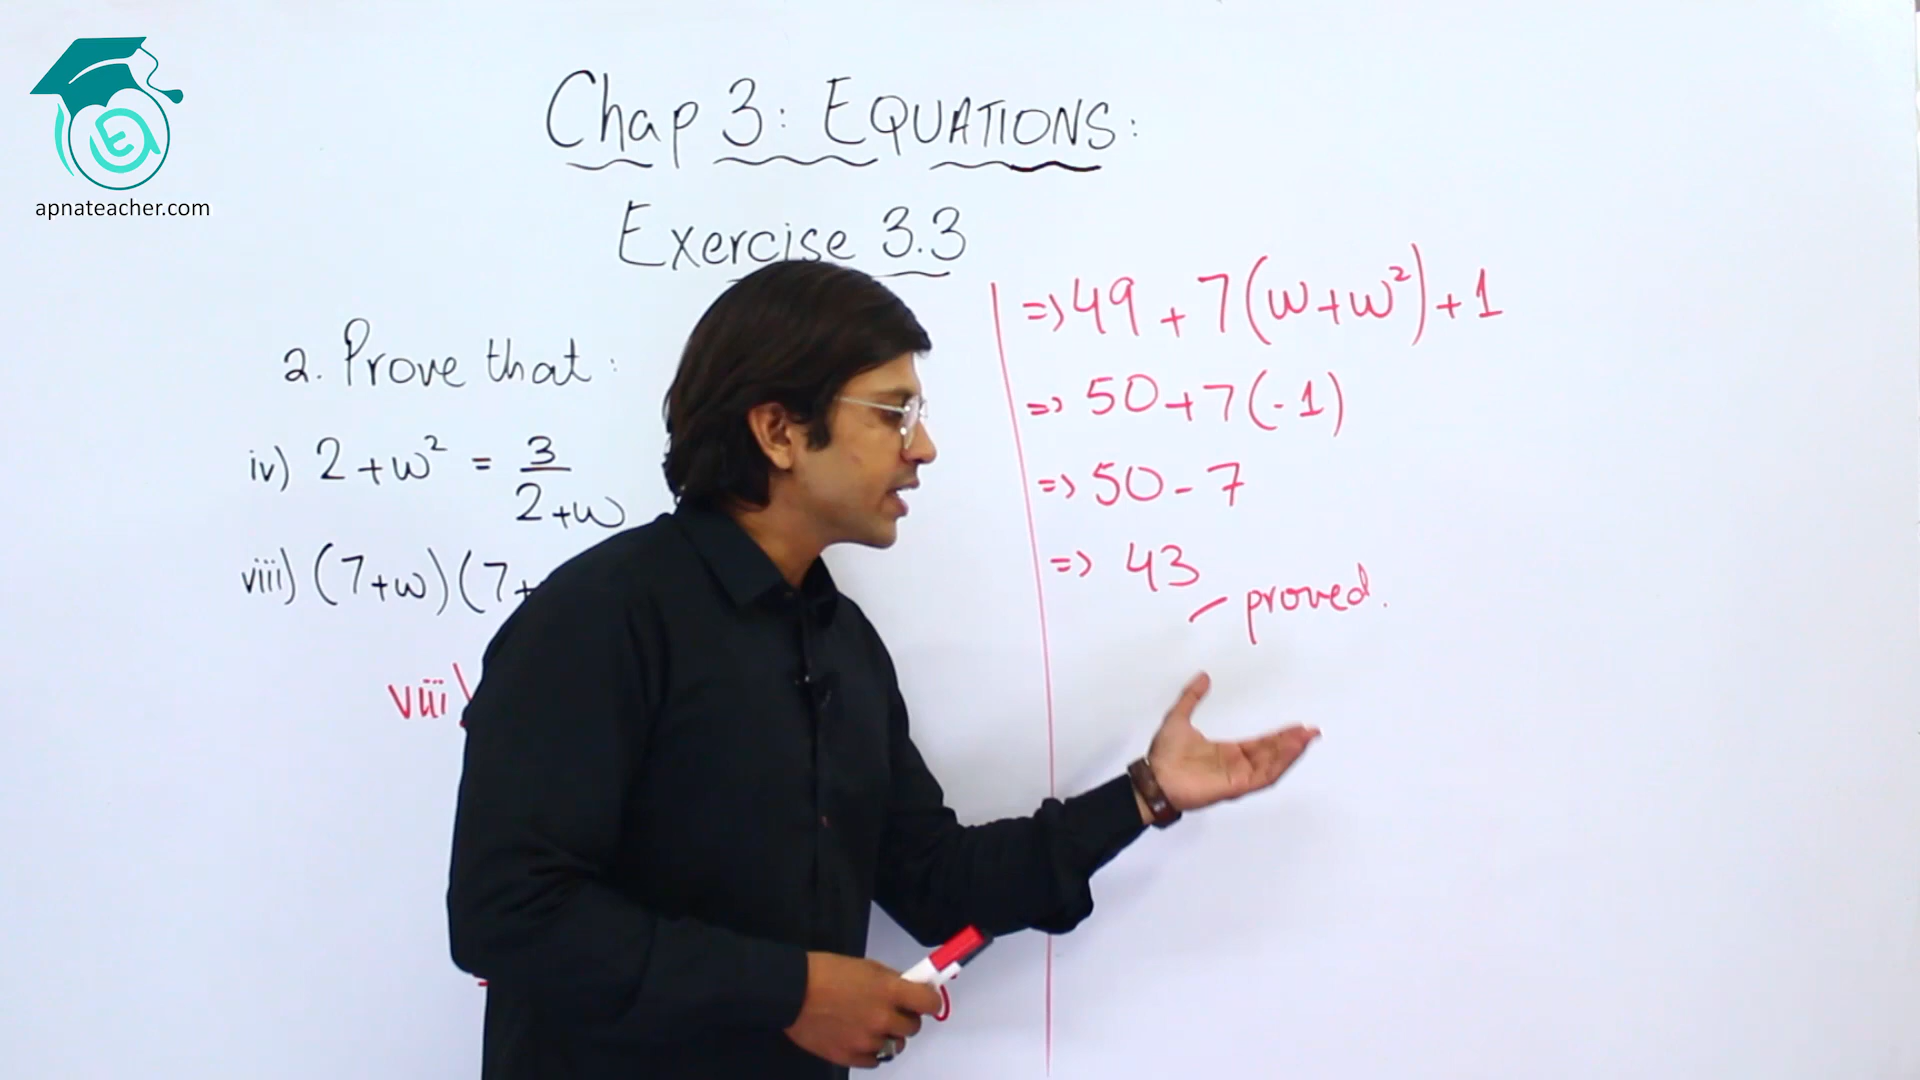 apnateacher.com
Chap 3: EQUATIONS:
Exercise 3.3
2. Prove that:
iv) 2+w² = 3/2+w
viii) (7+w)(7+
viii)
=> 49 + 7(w+w²)+1
=> 50+7(-1)
=> 50-7
=> 43
proved.